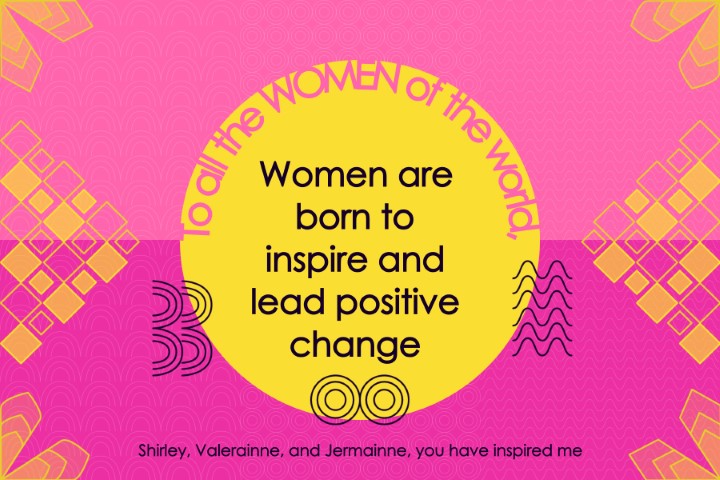 To all the WOMEN of the world,
Women are
born to
inspire and
lead positive
change
Shirley, Valerainne, and Jermainne, you have inspired me